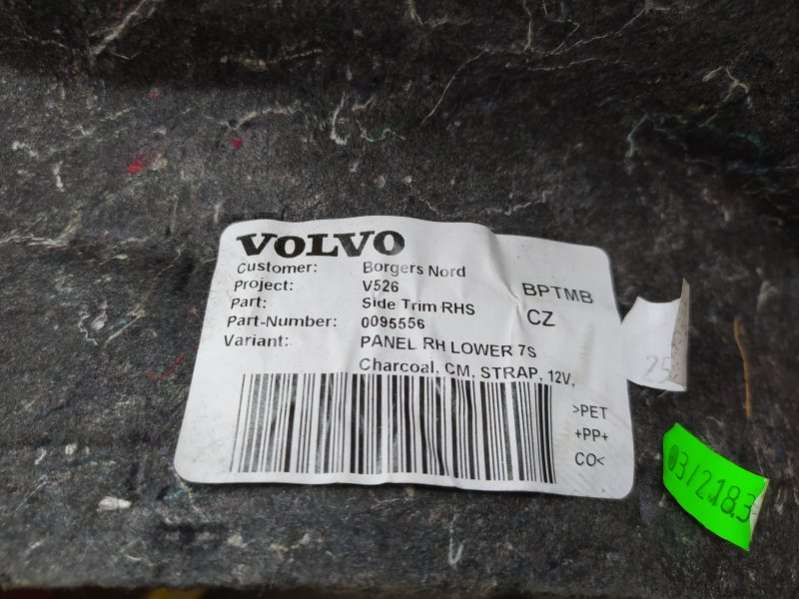 VOLVO
Customer: Borgers Nord
Project: V526
Part: Side Trim RHS
Part-Number: 0095556
Variant: PANEL RH LOWER 7S
Charcoal, CM, STRAP, 12V,
BPTMB
CZ
>PET
+PP+
CO<
25
03/2.18.3